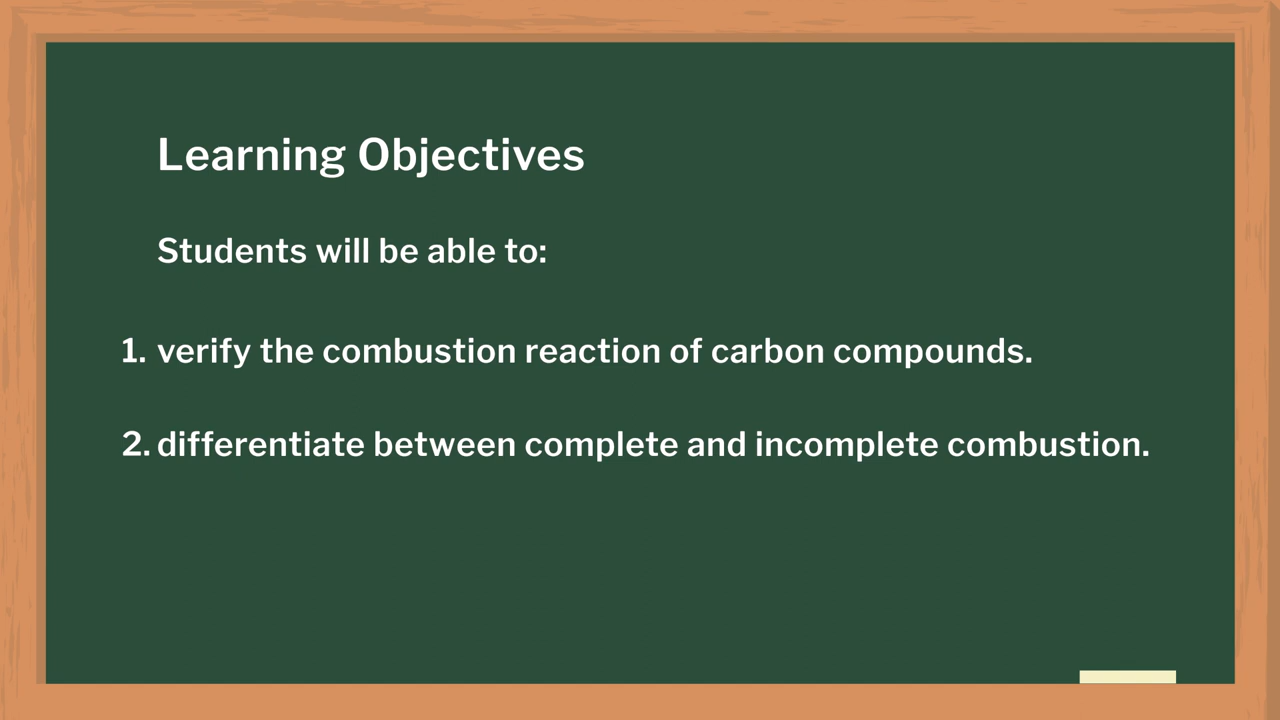 Learning Objectives
Students will be able to:
1. verify the combustion reaction of carbon compounds.
2. differentiate between complete and incomplete combustion.